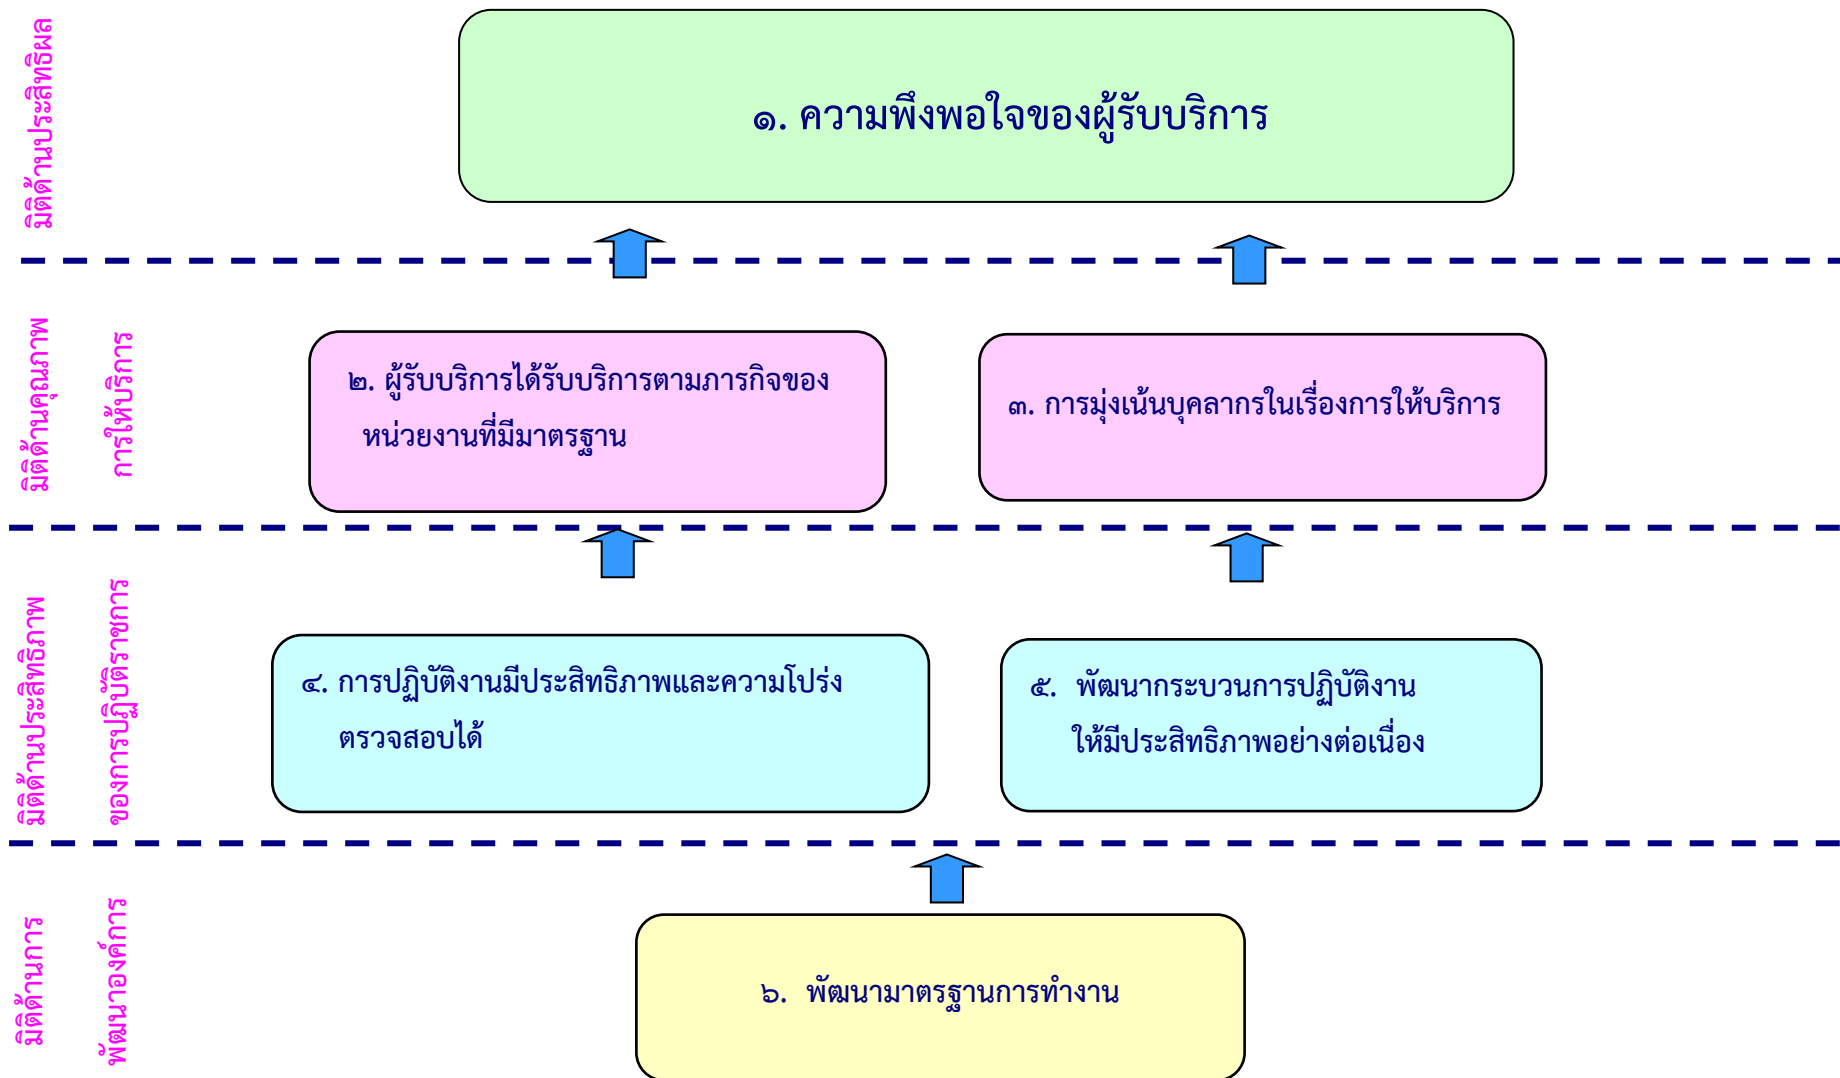 มิติด้านประสิทธิผล
๑. ความพึงพอใจของผู้รับบริการ
มิติด้านคุณภาพ
การให้บริการ
๒. ผู้รับบริการได้รับบริการตามภารกิจของ
หน่วยงานที่มีมาตรฐาน
๓. การมุ่งเน้นบุคลากรในเรื่องการให้บริการ
มิติด้านประสิทธิภาพ
ของการปฏิบัติราชการ
๔. การปฏิบัติงานมีประสิทธิภาพและความโปร่ง
ตรวจสอบได้
๕. พัฒนากระบวนการปฏิบัติงาน
ให้มีประสิทธิภาพอย่างต่อเนื่อง
มิติด้านการ
พัฒนาองค์การ
๖. พัฒนามาตรฐานการทำงาน